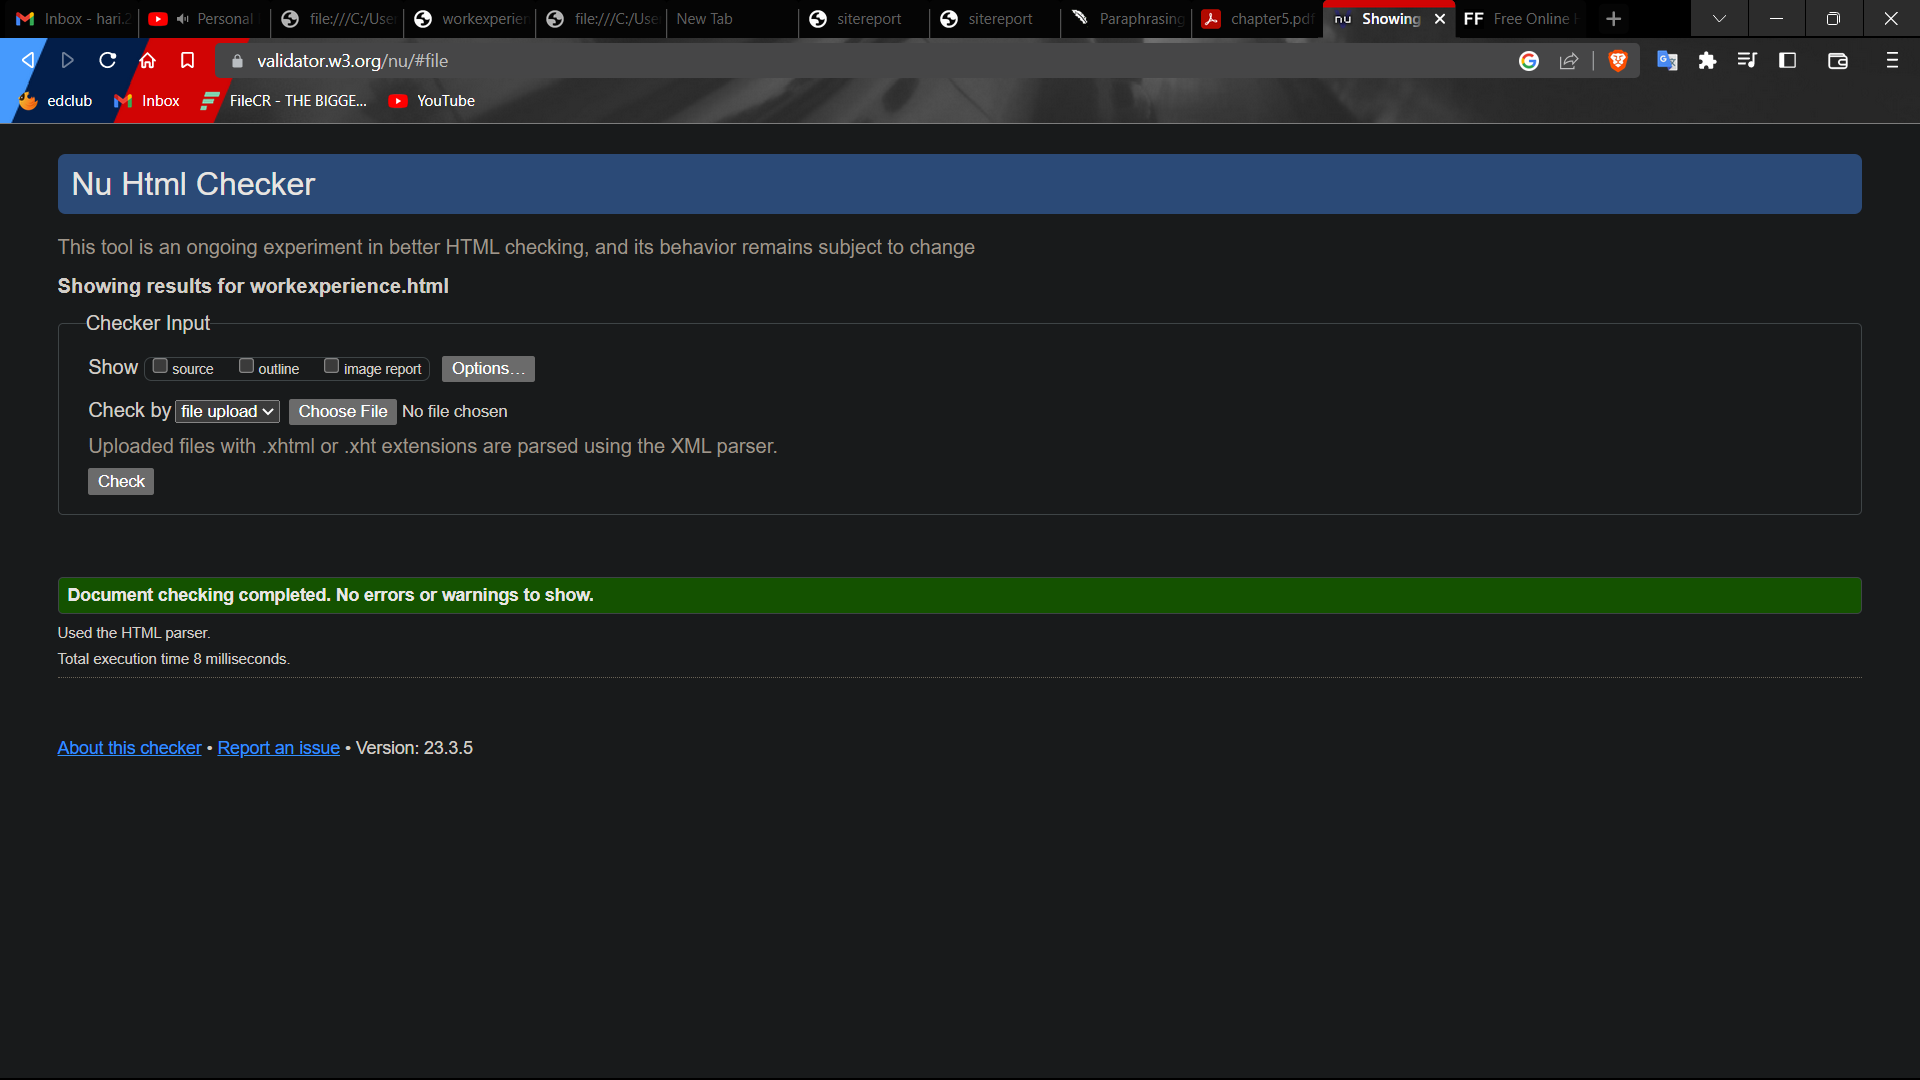 Inbox - hari.2
Personal
file:///C:/User
workexperien
file:///C:/Use
New Tab
sitereport
sitereport
Paraphrasing
chapter5.pdf
nu Showing
FF Free Online
validator.w3.org/nu/#file
edclub
Inbox
FileCR - THE BIGGE...
YouTube
Nu Html Checker
This tool is an ongoing experiment in better HTML checking, and its behavior remains subject to change
Showing results for workexperience.html
Checker Input
Show source outline image report Options...
Check by file upload Choose File No file chosen
Uploaded files with .xhtml or .xht extensions are parsed using the XML parser.
Check
Document checking completed. No errors or warnings to show.
Used the HTML parser.
Total execution time 8 milliseconds.
About this checker • Report an issue • Version: 23.3.5